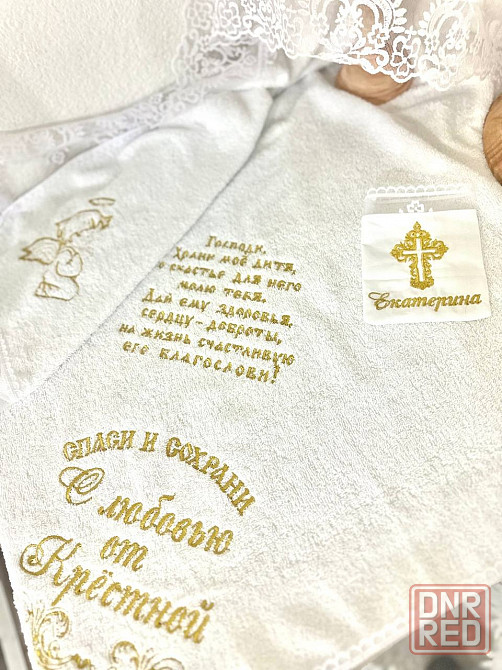 Господи,
Храни моё дитя,
о счастье для него
молю тебя.
Дай ему здоровья,
сердцу - доброты,
на жизнь счастливую
его благослови!
Екатерина
СПАСИ И СОХРАНИ
С любовью
от
Крёстной
DNR
RED